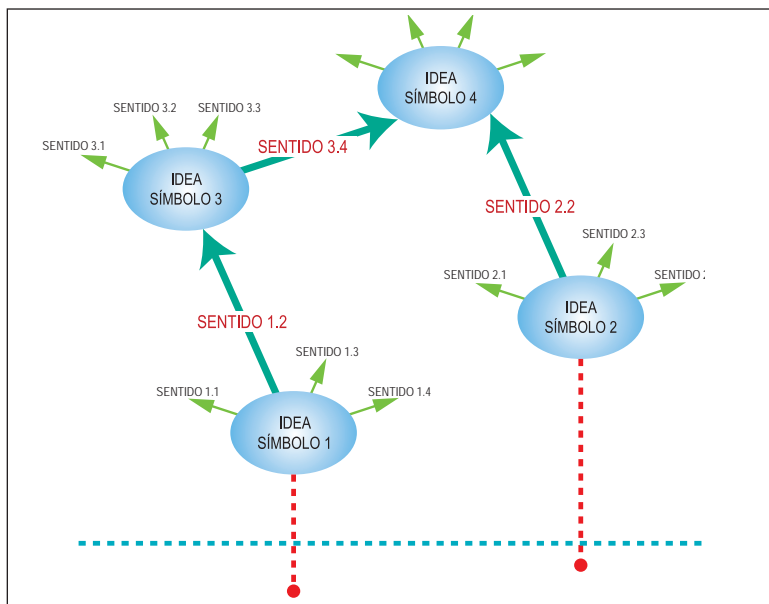 IDEA
SÍMBOLO 4
SENTIDO 3.2
SENTIDO 3.3
SENTIDO 3.1
SENTIDO 3.4
IDEA
SÍMBOLO 3
SENTIDO 2.2
SENTIDO 2.3
SENTIDO 2.1
SENTIDO
IDEA
SÍMBOLO 2
SENTIDO 1.2
SENTIDO 1.3
SENTIDO 1.1
SENTIDO 1.4
IDEA
SÍMBOLO 1